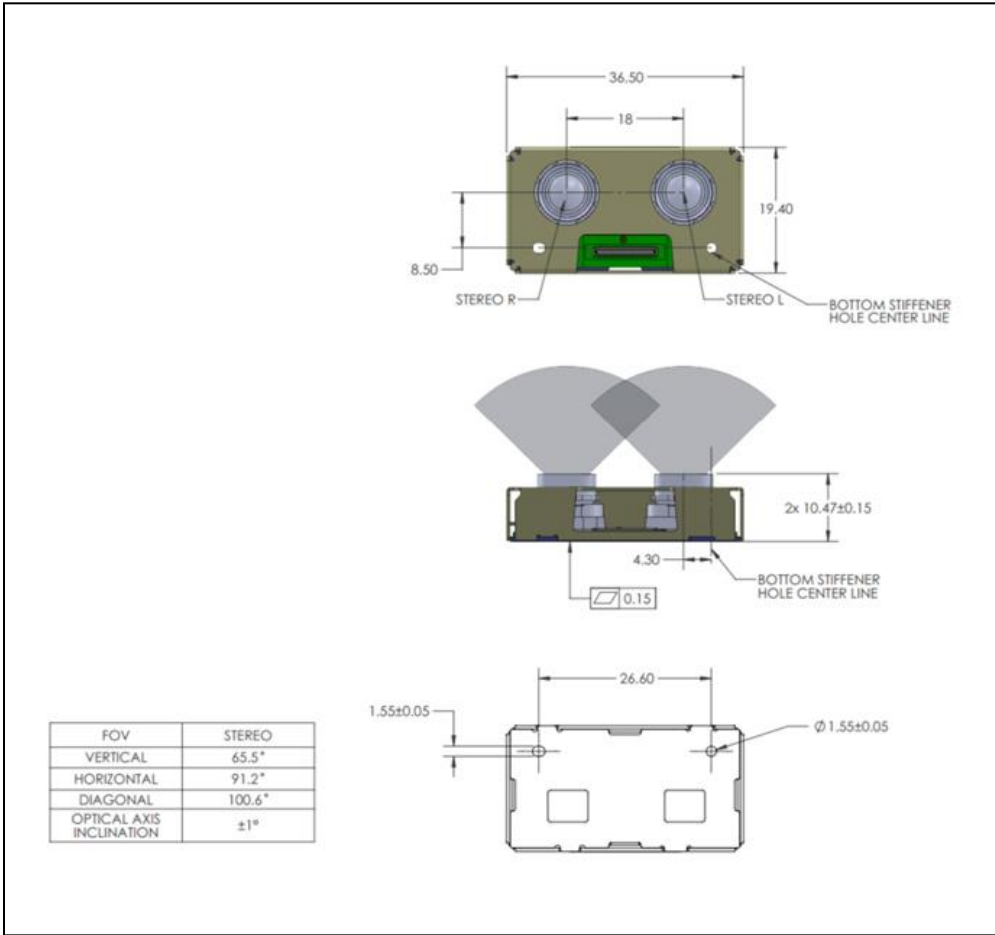 36.50
18
19.40
8.50
STEREO R
STEREO L
BOTTOM STIFFENER
HOLE CENTER LINE
2x 10.47±0.15
4.30
BOTTOM STIFFENER
HOLE CENTER LINE
0.15
26.60
1.55±0.05
Ø1.55±0.05
FOV STEREO
VERTICAL 65.5°
HORIZONTAL 91.2°
DIAGONAL 100.6°
OPTICAL AXIS
INCLINATION ±1°